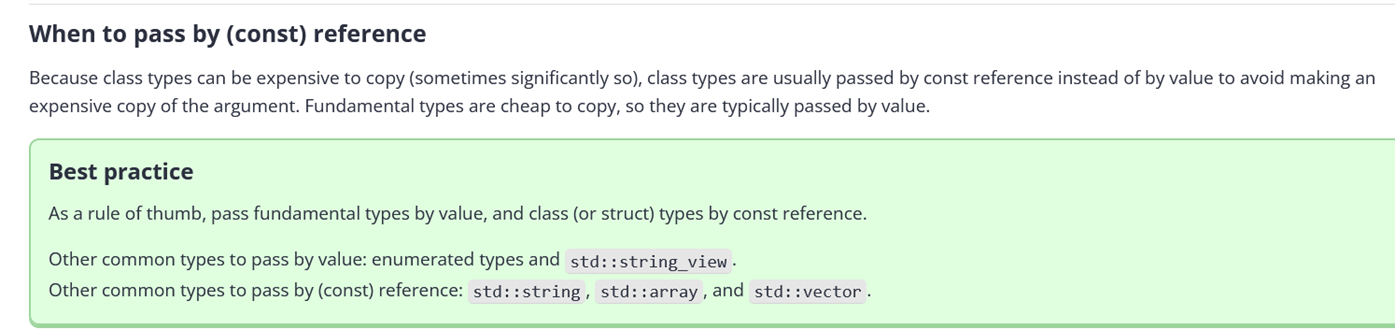 When to pass by (const) reference
Because class types can be expensive to copy (sometimes significantly so), class types are usually passed by const reference instead of by value to avoid making an
expensive copy of the argument. Fundamental types are cheap to copy, so they are typically passed by value.
Best practice
As a rule of thumb, pass fundamental types by value, and class (or struct) types by const reference.
Other common types to pass by value: enumerated types and std::string_view.
Other common types to pass by (const) reference: std::string, std::array, and std::vector.